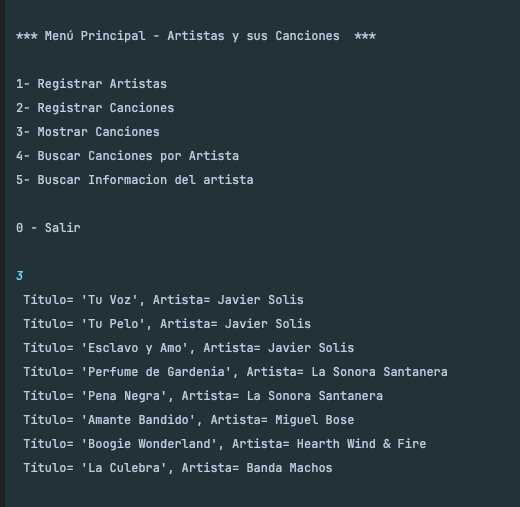 *** Menú Principal - Artistas y sus Canciones  ***
1- Registrar Artistas
2- Registrar Canciones
3- Mostrar Canciones
4- Buscar Canciones por Artista
5- Buscar Informacion del artista
0 - Salir
3
Título= 'Tu Voz', Artista= Javier Solis
Título= 'Tu Pelo', Artista= Javier Solis
Título= 'Esclavo y Amo', Artista= Javier Solis
Título= 'Perfume de Gardenia', Artista= La Sonora Santanera
Título= 'Pena Negra', Artista= La Sonora Santanera
Título= 'Amante Bandido', Artista= Miguel Bose
Título= 'Boogie Wonderland', Artista= Hearth Wind & Fire
Título= 'La Culebra', Artista= Banda Machos